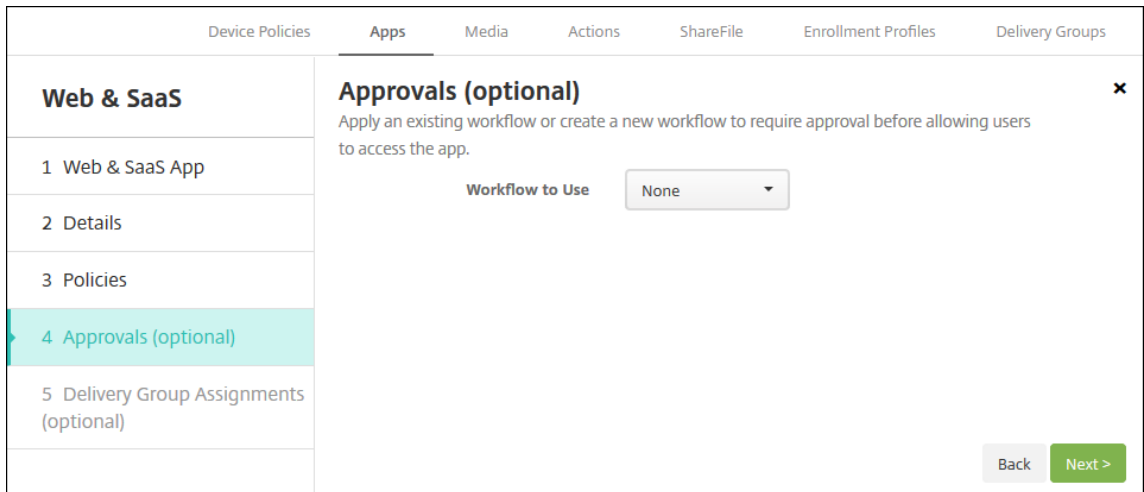 Device Policies Apps Media Actions ShareFile Enrollment Profiles Delivery Groups
Web & SaaS
1 Web & SaaS App
2 Details
3 Policies
4 Approvals (optional)
5 Delivery Group Assignments
(optional)
Approvals (optional)
Apply an existing workflow or create a new workflow to require approval before allowing users
to access the app.
Workflow to Use None
Back Next >